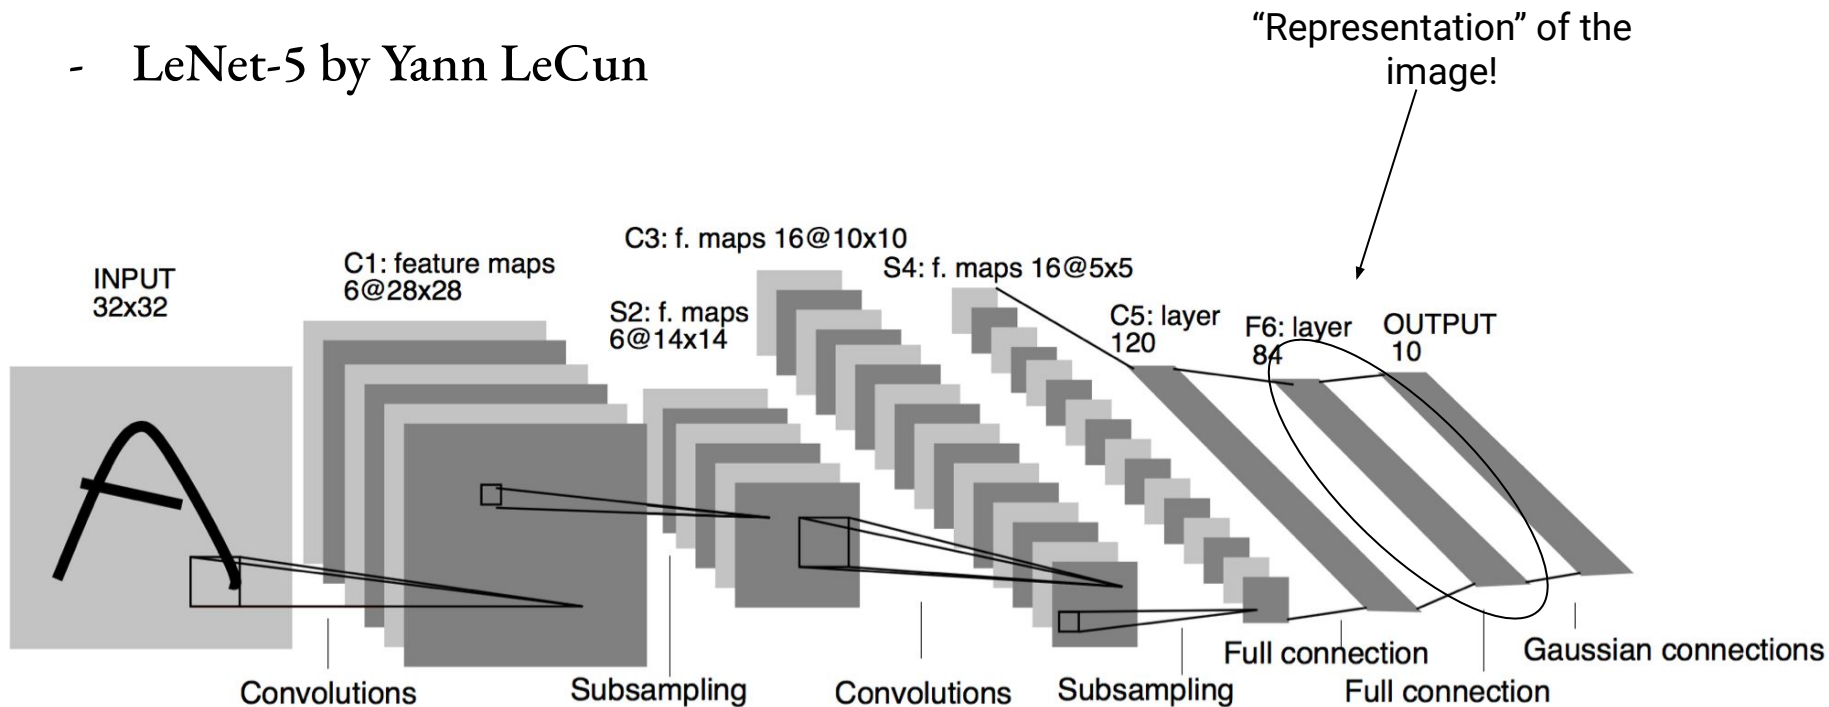 - LeNet-5 by Yann LeCun
“Representation” of the
image!
INPUT
32x32
C1: feature maps
6@28x28
S2: f. maps
6@14x14
C3: f. maps 16@10x10
S4: f. maps 16@5x5
C5: layer
120
F6: layer
84
OUTPUT
10
A
Convolutions
Subsampling
Convolutions
Subsampling
Full connection
Full connection
Gaussian connections